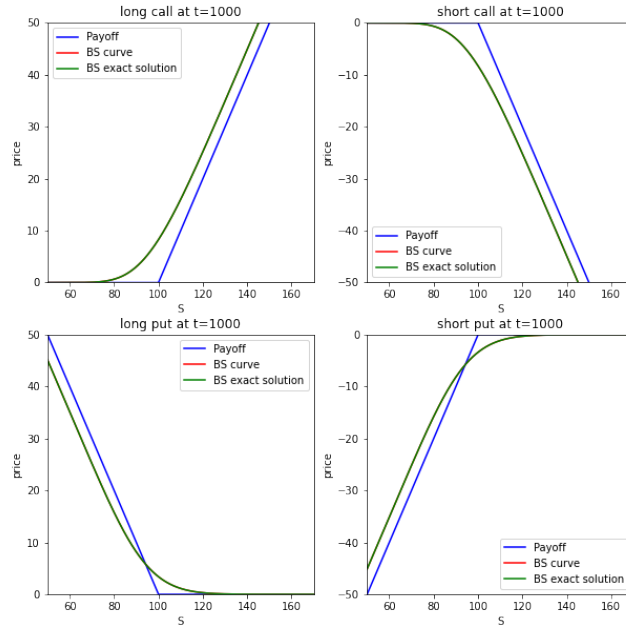 long call at t=1000
50
40
30
20
10
0
price
Payoff
BS curve
BS exact solution
60 80 100 120 140 160
S
short call at t=1000
0
−10
−20
−30
−40
−50
price
Payoff
BS curve
BS exact solution
60 80 100 120 140 160
S
long put at t=1000
50
40
30
20
10
0
price
Payoff
BS curve
BS exact solution
60 80 100 120 140 160
S
short put at t=1000
0
−10
−20
−30
−40
−50
price
Payoff
BS curve
BS exact solution
60 80 100 120 140 160
S